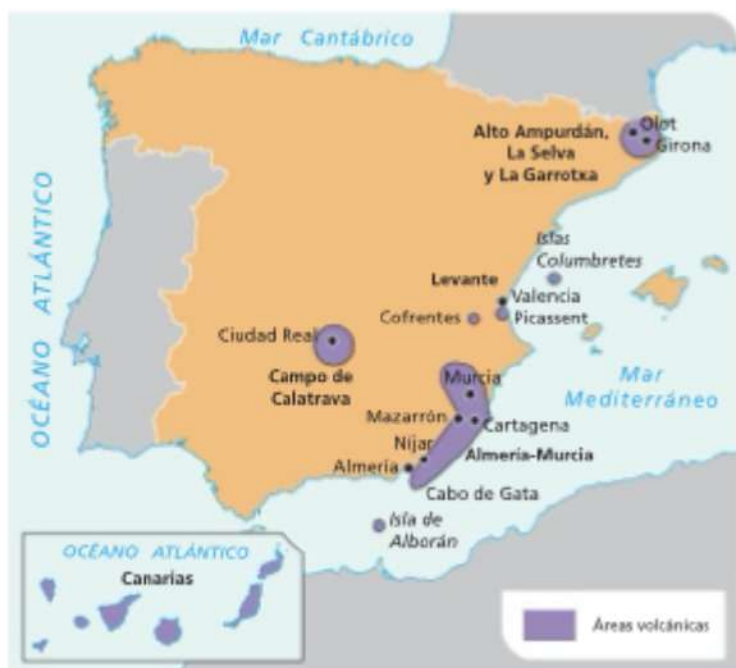 Mar Cantábrico
Olot
Alto Ampurdán,
Girona
La Selva
y La Garrotxa
OCÉANO ATLÁNTICO
Islas
Columbretes
Levante
Valencia
Cofrentes
Picassent
Ciudad Real
Campo de
Calatrava
Murcia
Mar
Mediterráneo
Mazarrón
Cartagena
Níjar
Almería-Murcia
Almería
Cabo de Gata
Isla de
Alborán
OCÉANO ATLÁNTICO
Canarias
Áreas volcánicas